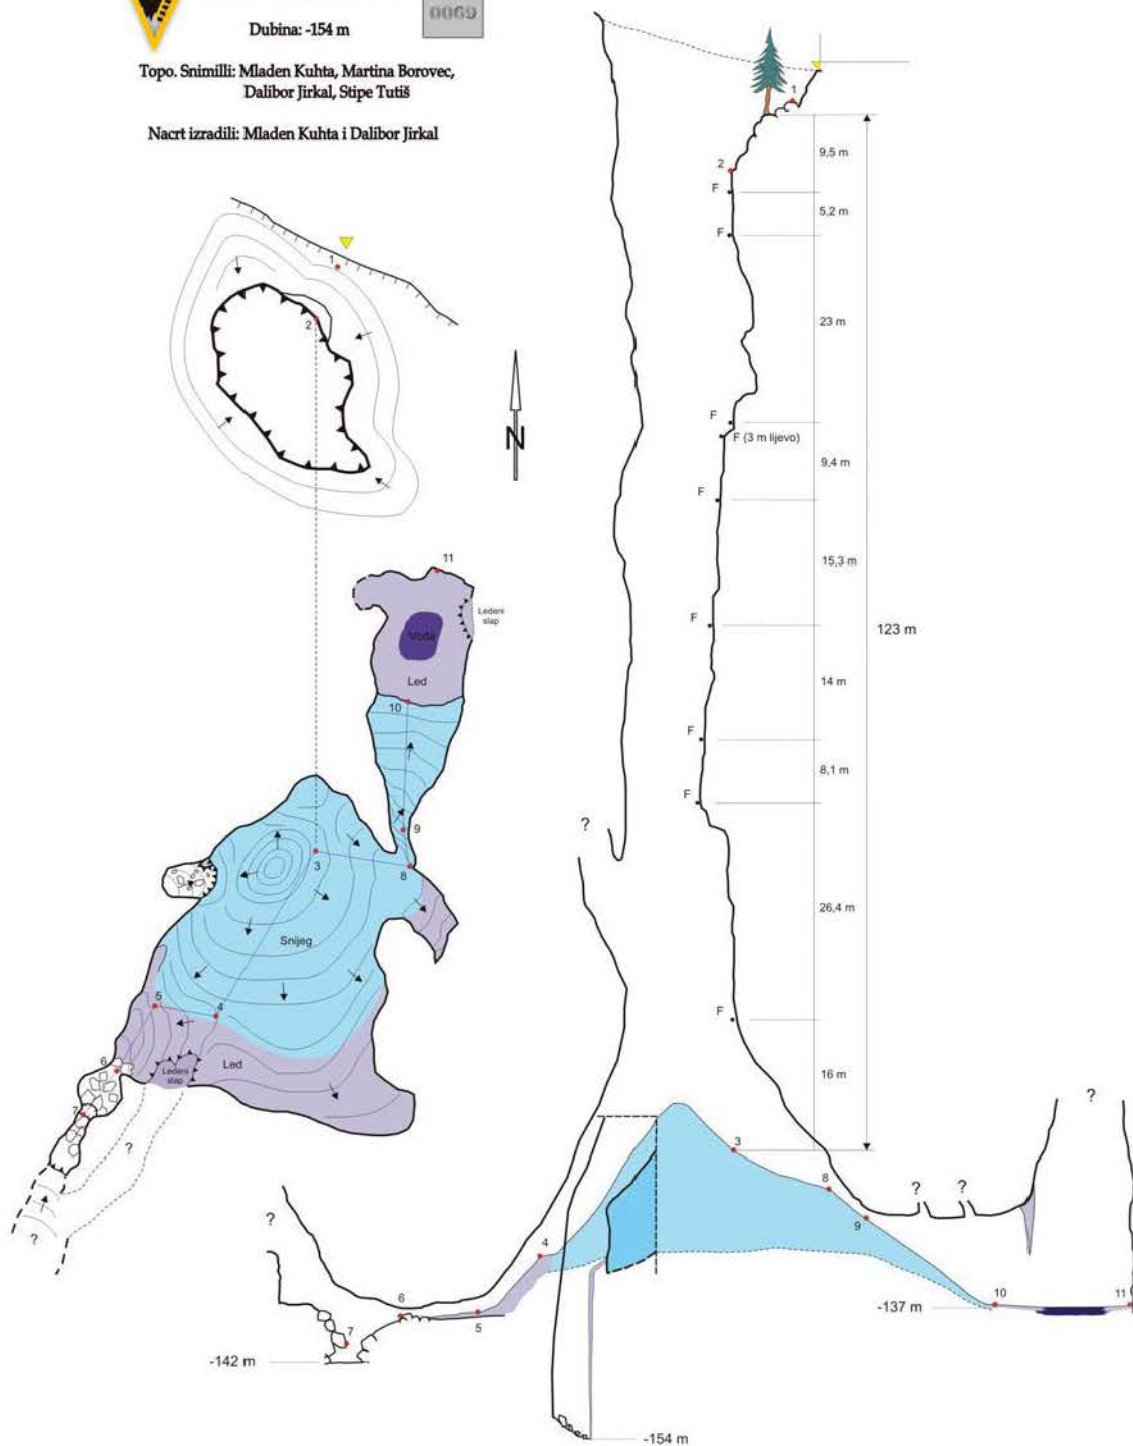 0069
Dubina: -154 m
Topo. Snimilli: Mladen Kuhta, Martina Borovec,
Dalibor Jirkal, Stipe Tutiš
Nacrt izradili: Mladen Kuhta i Dalibor Jirkal
1
2
N
11
Ledeni
slap
Voda
Led
10
9
3
8
Snijeg
5
4
6
Ledeni
slap
Led
7
?
?
1
9,5 m
2
F
5,2 m
F
23 m
F
F (3 m lijevo)
9,4 m
F
15,3 m
F
123 m
14 m
F
8,1 m
F
?
26,4 m
F
16 m
?
3
8
?
?
9
?
4
6
5
10
11
-137 m
7
-142 m
-154 m